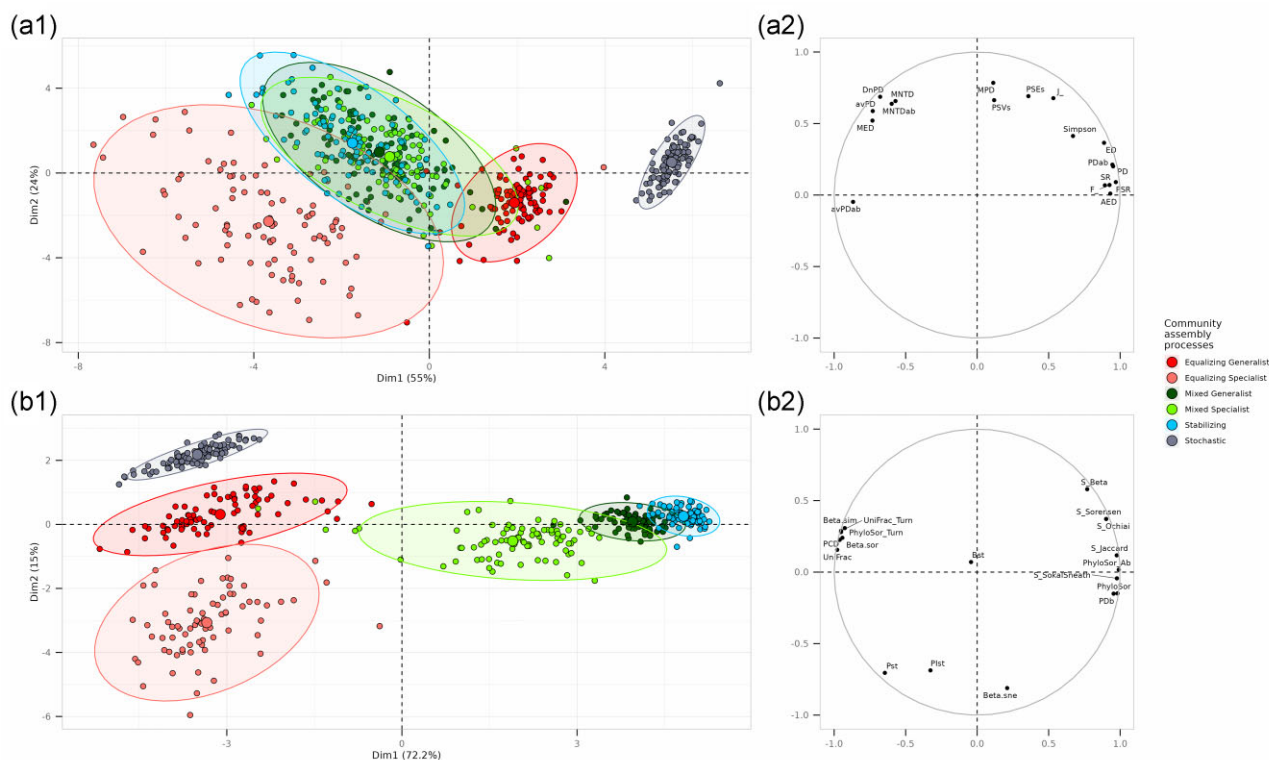 (a1)
4
0
-4
-8
-8
-4
0
4
Dim2 (24%)
Dim1 (55%)
(a2)
1.0
0.5
0.0
-0.5
-1.0
-1.0
-0.5
0.0
0.5
1.0
DnPD
MNTD
avPD
MNTDab
MED
MPD
PSVs
PSEs
J_
Simpson
ED
PDab
PD
SR
F_
FSR
AED
avPDab
Community
assembly
processes
Equalizing Generalist
Equalizing Specialist
Mixed Generalist
Mixed Specialist
Stabilizing
Stochastic
(b1)
2
0
-2
-4
-6
-3
0
3
Dim2 (15%)
Dim1 (72.2%)
(b2)
1.0
0.5
0.0
-0.5
-1.0
-1.0
-0.5
0.0
0.5
1.0
S_Beta
S_Sorensen
S_Ochiai
Beta.sim
UniFrac_Turn
PhyloSor_Turn
PCD
Beta.sor
UniFrac
Bst
S_Jaccard
PhyloSor_Ab
S_SokalSneath
PhyloSor
PDb
Pst
PIst
Beta.sne